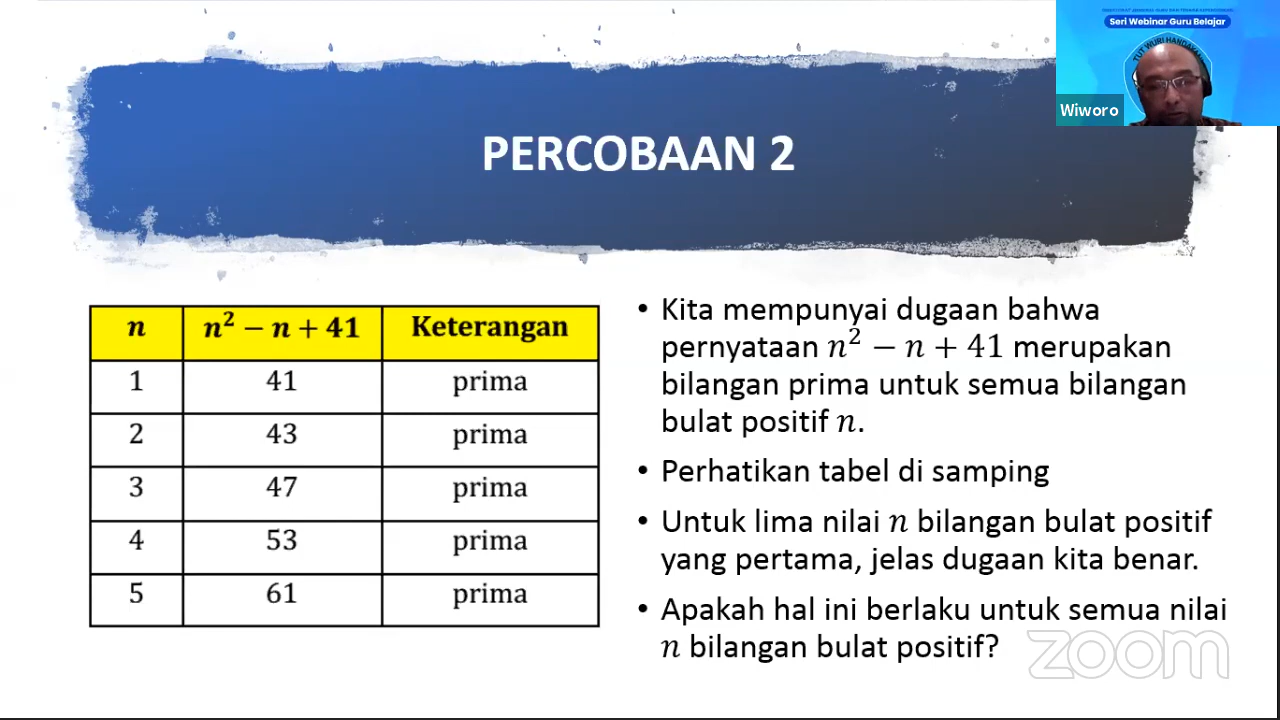 Seri Webinar Guru Belajar
TUT WURI HANDAYANI
Wiworo
PERCOBAAN 2
n n² − n + 41 Keterangan
1 41 prima
2 43 prima
3 47 prima
4 53 prima
5 61 prima
• Kita mempunyai dugaan bahwa
pernyataan n² − n + 41 merupakan
bilangan prima untuk semua bilangan
bulat positif n.
• Perhatikan tabel di samping
• Untuk lima nilai n bilangan bulat positif
yang pertama, jelas dugaan kita benar.
• Apakah hal ini berlaku untuk semua nilai
n bilangan bulat positif?
zoom